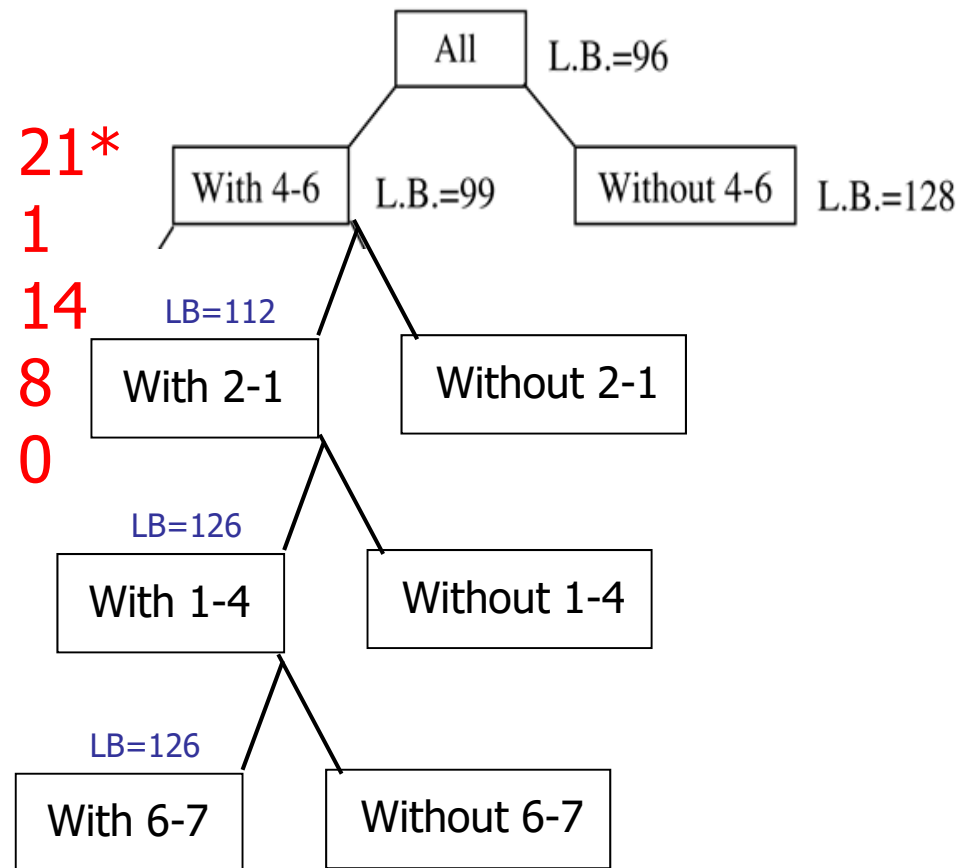 All
L.B.=96
21*
With 4-6
L.B.=99
Without 4-6
L.B.=128
1
14
LB=112
8
With 2-1
Without 2-1
0
LB=126
With 1-4
Without 1-4
LB=126
With 6-7
Without 6-7